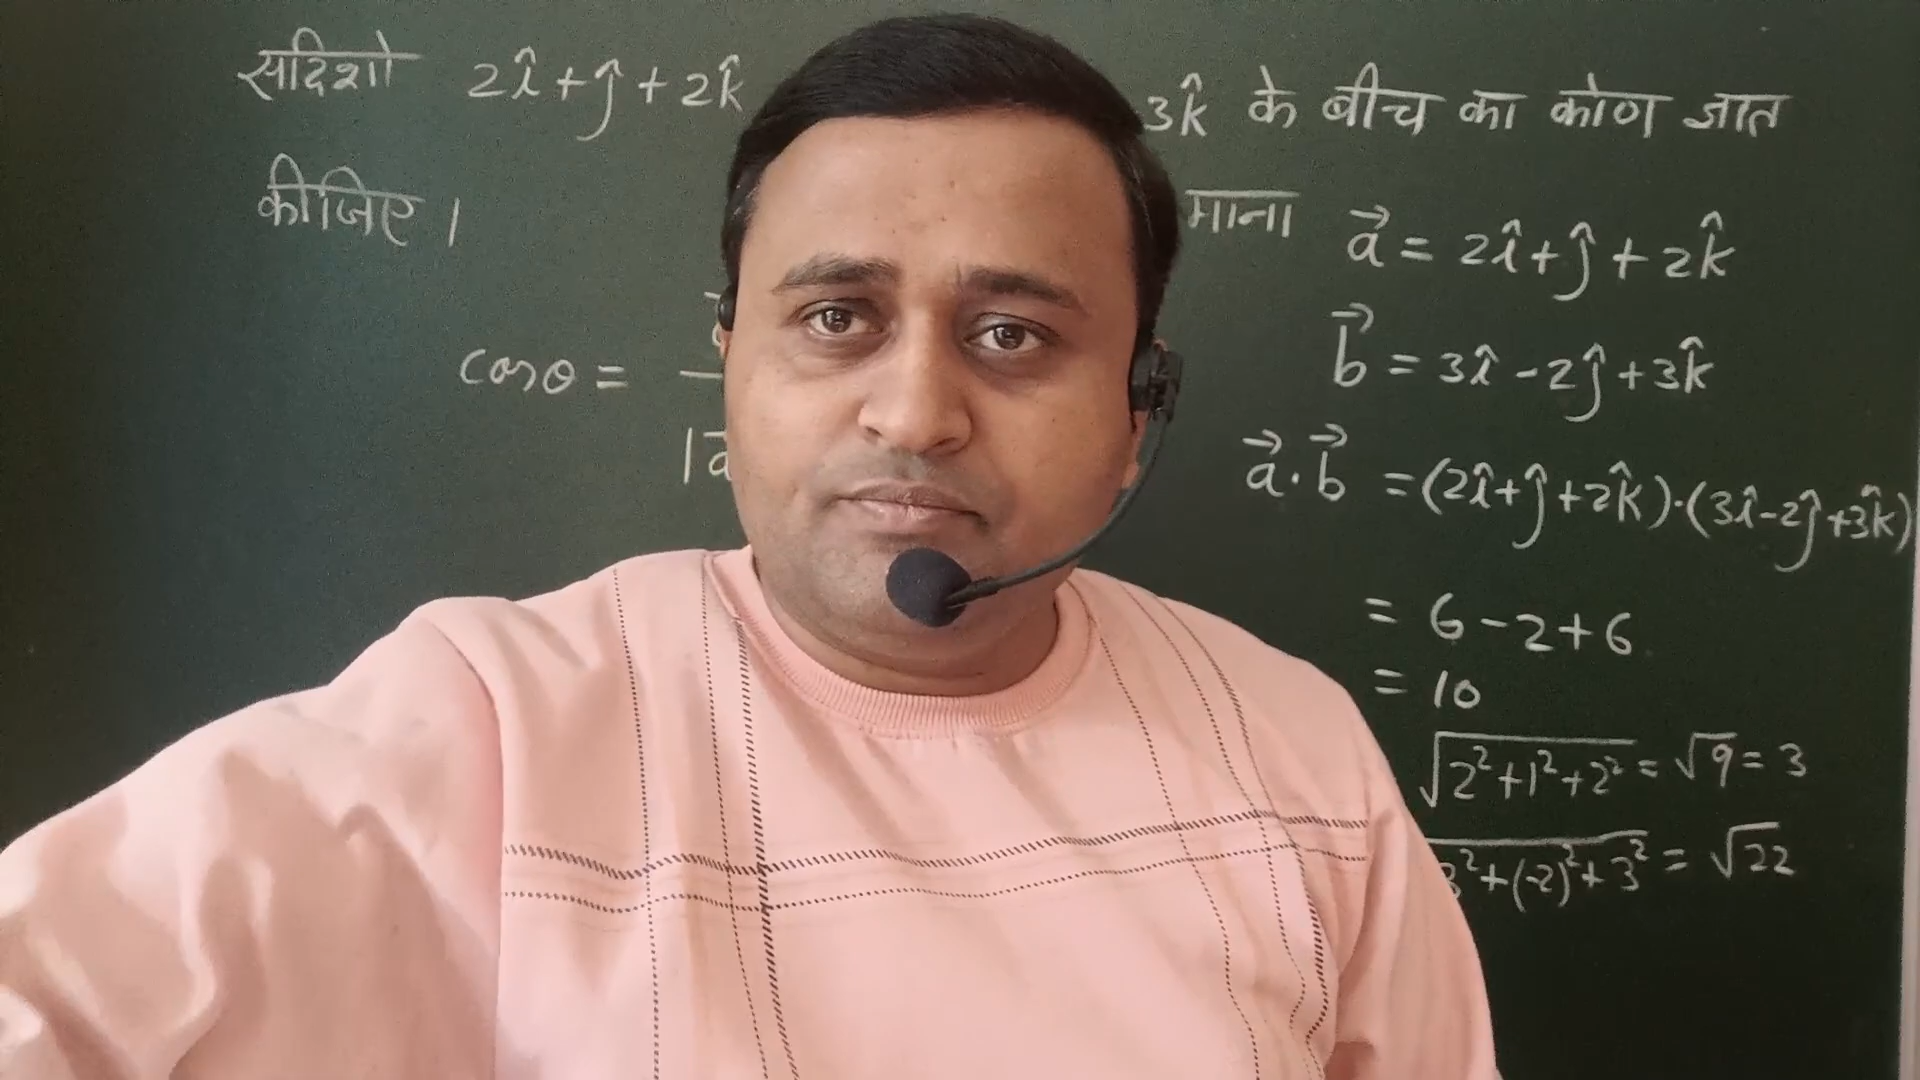 सदिशो 2î + ĵ + 2k̂ 3k̂ के बीच का कोण ज्ञात
कीजिए ।
माना a⃗ = 2î + ĵ + 2k̂
b⃗ = 3î - 2ĵ + 3k̂
cosθ =
|a⃗
a⃗ . b⃗ = (2î + ĵ + 2k̂) . (3î - 2ĵ + 3k̂)
= 6 - 2 + 6
= 10
√(2² + 1² + 2²) = √9 = 3
3² + (-2)² + 3² = √22